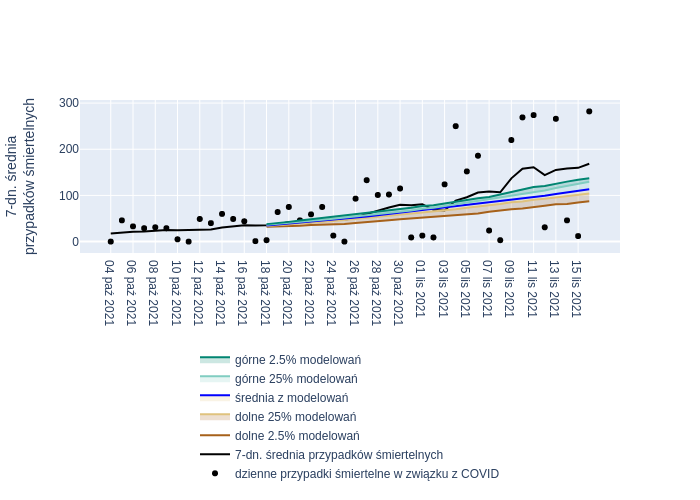 7-dn. średnia
przypadków śmiertelnych
300
200
100
0
04 paź 2021
06 paź 2021
08 paź 2021
10 paź 2021
12 paź 2021
14 paź 2021
16 paź 2021
18 paź 2021
20 paź 2021
22 paź 2021
24 paź 2021
26 paź 2021
28 paź 2021
30 paź 2021
01 lis 2021
03 lis 2021
05 lis 2021
07 lis 2021
09 lis 2021
11 lis 2021
13 lis 2021
15 lis 2021
górne 2.5% modelowań
górne 25% modelowań
średnia z modelowań
dolne 25% modelowań
dolne 2.5% modelowań
7-dn. średnia przypadków śmiertelnych
dzienne przypadki śmiertelne w związku z COVID